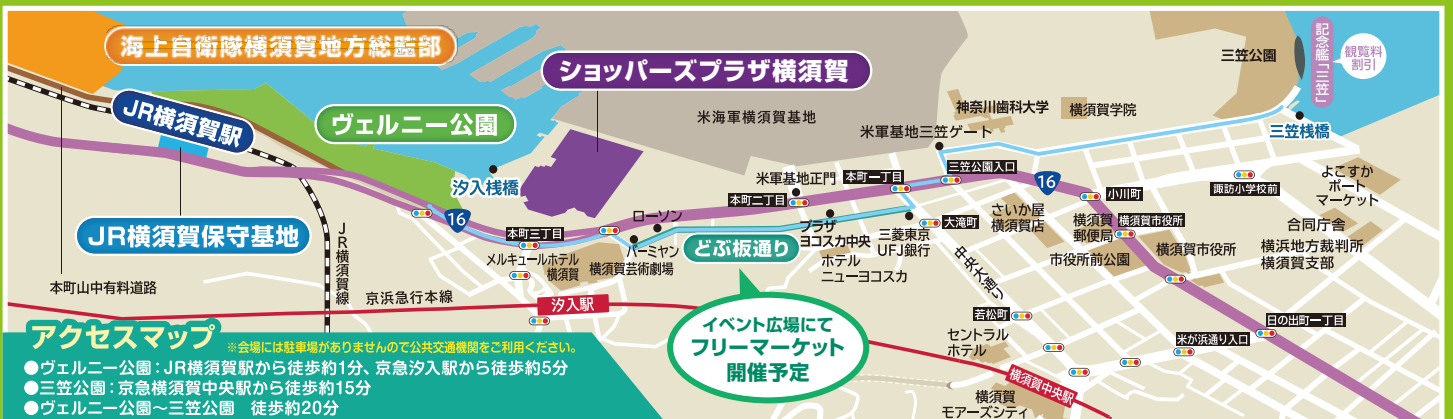 海上自衛隊横須賀地方総監部
ショッパーズプラザ横須賀
JR横須賀駅
ヴェルニー公園
米海軍横須賀基地
神奈川歯科大学
横須賀学院
三笠公園
記念艦「三笠」
観覧料
割引
米軍基地三笠ゲート
三笠桟橋
汐入桟橋
米軍基地正門
本町一丁目
三笠公園入口
16
小川町
諏訪小学校前
よこすか
ポート
マーケット
本町二丁目
16
JR横須賀保守基地
本町三丁目
ローソン
バーミヤン
どぶ板通り
プラザ
ヨコスカ中央
三菱東京
UFJ銀行
大滝町
さいか屋
横須賀店
横須賀
郵便局
横須賀市役所
合同庁舎
横浜地方裁判所
横須賀支部
横須賀市役所
市役所前公園
メルキュールホテル
横須賀
横須賀芸術劇場
ホテル
ニューヨコスカ
中央大通り
JR横須賀線
本町山中有料道路
京浜急行本線
汐入駅
若松町
セントラル
ホテル
日の出町一丁目
米が浜通り入口
横須賀中央駅
横須賀
モアーズシティ
イベント広場にて
フリーマーケット
開催予定
アクセスマップ
※会場には駐車場がありませんので公共交通機関をご利用ください。
●ヴェルニー公園：JR横須賀駅から徒歩約1分、京急汐入駅から徒歩約5分
●三笠公園：京急横須賀中央駅から徒歩約15分
●ヴェルニー公園〜三笠公園　徒歩約20分